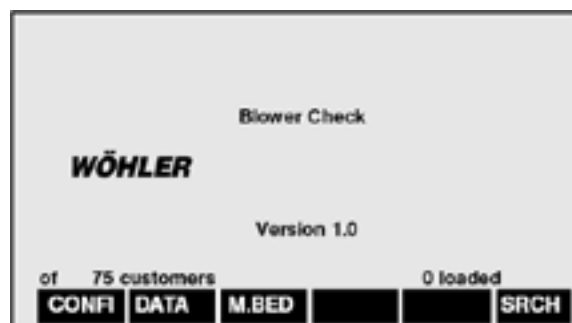 Blower Check
WÖHLER
Version 1.0
of 75 customers 0 loaded
CONFI DATA M.BED SRCH